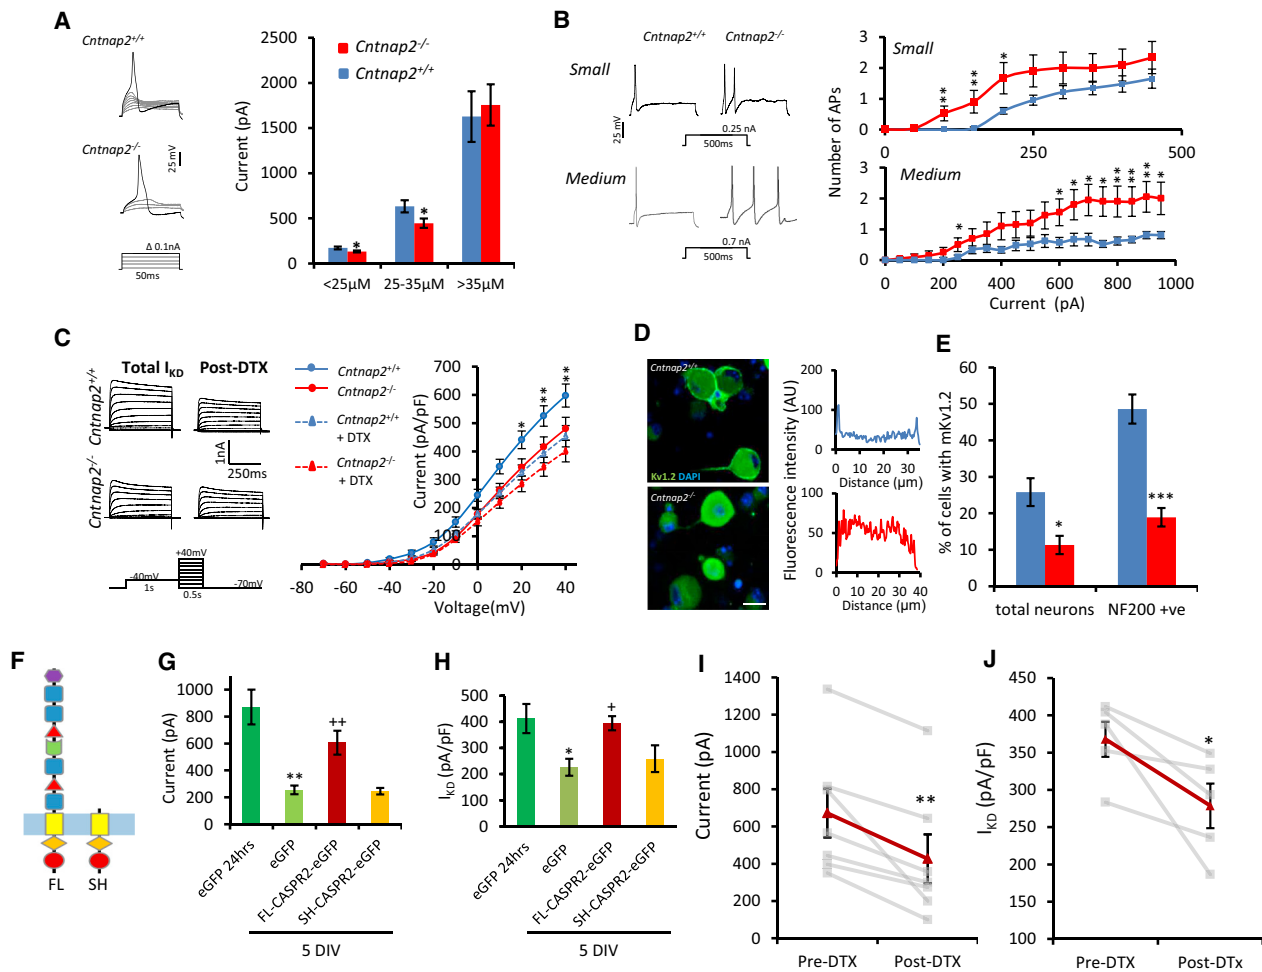 A
Cntnap2+/+
Cntnap2-/-
25 mV
Δ 0.1nA
50ms
Current (pA)
2500
2000
1500
1000
500
0
Cntnap2-/-
Cntnap2+/+
*
*
<25µM
25-35µM
>35µM
B
Cntnap2+/+
Cntnap2-/-
Small
25 mV
0.25 nA
500ms
Medium
0.7 nA
500ms
Number of APs
Small
3
2
1
0
**
**
*
250
500
Medium
3
2
1
0
* * * * * ** ** ** *
0
200
400
600
800
1000
Current (pA)
C
Total IKD
Post-DTX
Cntnap2+/+
Cntnap2-/-
1nA
250ms
+40mV
-40mV
-70mV
1s
0.5s
Cntnap2+/+
Cntnap2-/-
Cntnap2+/+
+ DTX
Cntnap2-/-
+ DTX
Current (pA/pF)
700
600
500
400
300
200
100
0
*
**
**
-80
-60
-40
-20
0
20
40
Voltage(mV)
D
Cntnap2+/+
Kv1.2 DAPI
Cntnap2-/-
Fluorescence intensity (AU)
200
100
0
0 10 20 30 40
Distance (µm)
100
50
0
0 10 20 30 40
Distance (µm)
E
% of cells with mKv1.2
60
50
40
30
20
10
0
*
***
total neurons
NF200 +ve
F
FL
SH
G
Current (pA)
1000
800
600
400
200
0
**
++
eGFP 24hrs
eGFP
FL-CASPR2-eGFP
SH-CASPR2-eGFP
5 DIV
H
IKD (pA/pF)
500
400
300
200
100
0
*
+
eGFP 24hrs
eGFP
FL-CASPR2-eGFP
SH-CASPR2-eGFP
5 DIV
I
Current (pA)
1400
1200
1000
800
600
400
200
0
**
Pre-DTX
Post-DTX
J
IKD (pA/pF)
450
400
350
300
250
200
150
100
*
Pre-DTX
Post-DTx